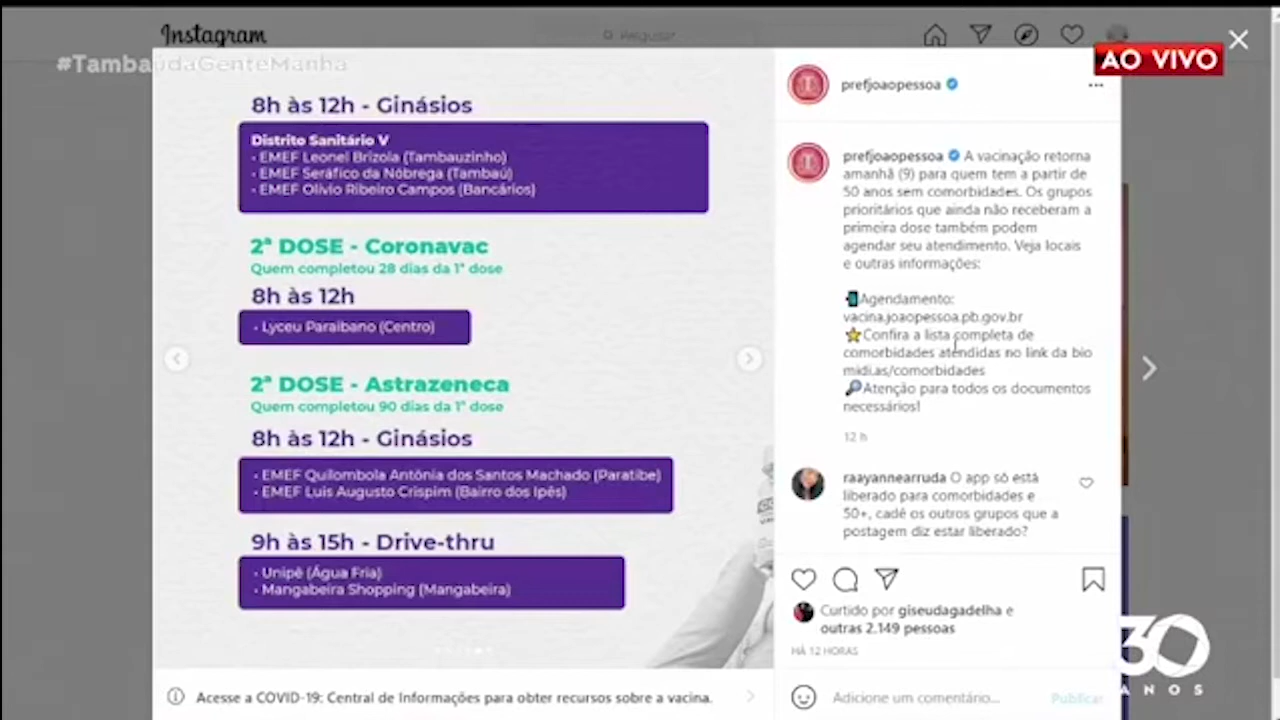 Instagram
Pesquisar
#TambaúdaGenteManhã
AO VIVO
8h às 12h - Ginásios
Distrito Sanitário V
• EMEF Leonel Brizola (Tambauzinho)
• EMEF Seráfico da Nóbrega (Tambaú)
• EMEF Olívio Ribeiro Campos (Bancários)
2ª DOSE - Coronavac
Quem completou 28 dias da 1ª dose
8h às 12h
• Lyceu Paraibano (Centro)
2ª DOSE - Astrazeneca
Quem completou 90 dias da 1ª dose
8h às 12h - Ginásios
• EMEF Quilombola Antônia dos Santos Machado (Paratibe)
• EMEF Luis Augusto Crispim (Bairro dos Ipês)
9h às 15h - Drive-thru
• Unipê (Água Fria)
• Mangabeira Shopping (Mangabeira)
Acesse a COVID-19: Central de Informações para obter recursos sobre a vacina.
prefjoaopessoa
prefjoaopessoa A vacinação retorna
amanhã (9) para quem tem a partir de
50 anos sem comorbidades. Os grupos
prioritários que ainda não receberam a
primeira dose também podem
agendar seu atendimento. Veja locais
e outras informações:
📲Agendamento:
vacina.joaopessoa.pb.gov.br
⭐Confira a lista completa de
comorbidades atendidas no link da bio
midi.as/comorbidades
🔎Atenção para todos os documentos
necessários!
12 h
raayannearruda O app só está
liberado para comorbidades e
50+, cadê os outros grupos que a
postagem diz estar liberado?
Curtido por giseudagadelha e
outras 2.149 pessoas
HÁ 12 HORAS
Adicione um comentário...
Publicar
30
ANOS